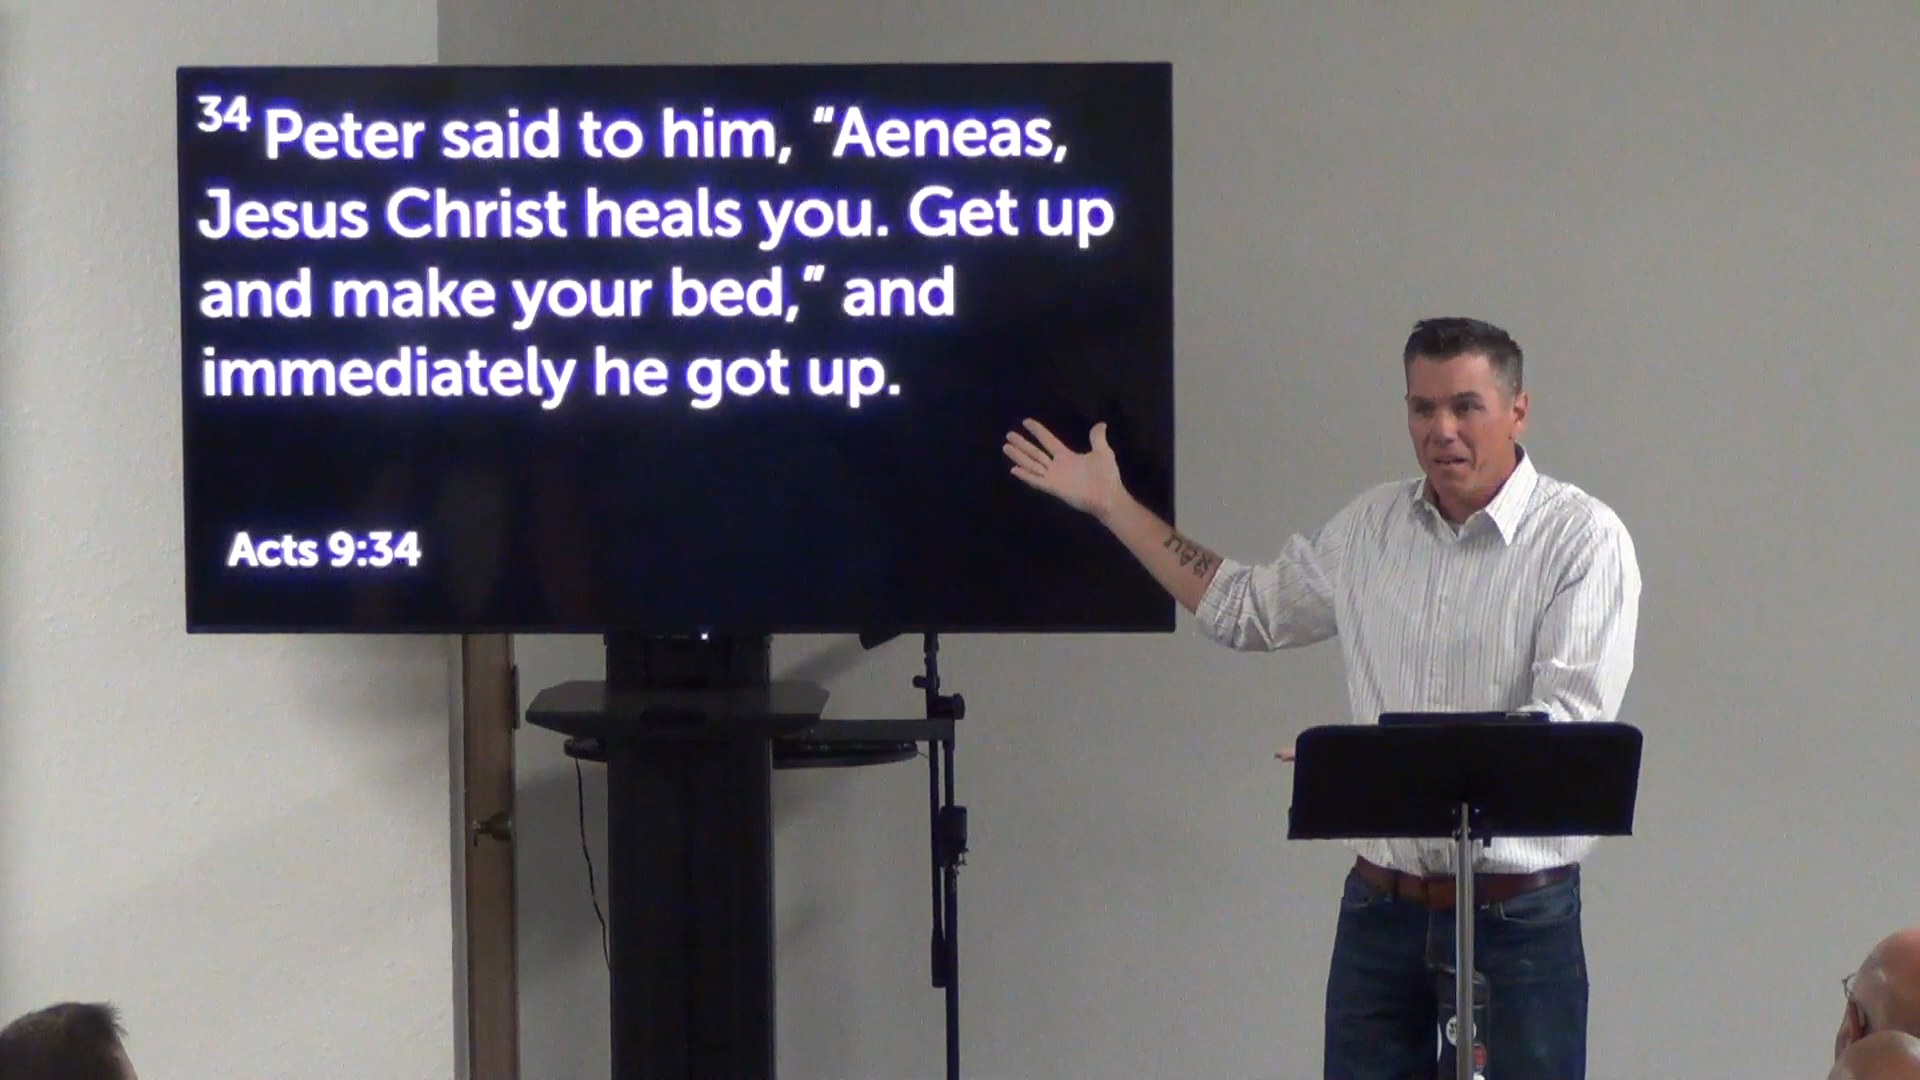 34 Peter said to him, “Aeneas,
Jesus Christ heals you. Get up
and make your bed,” and
immediately he got up.
Acts 9:34